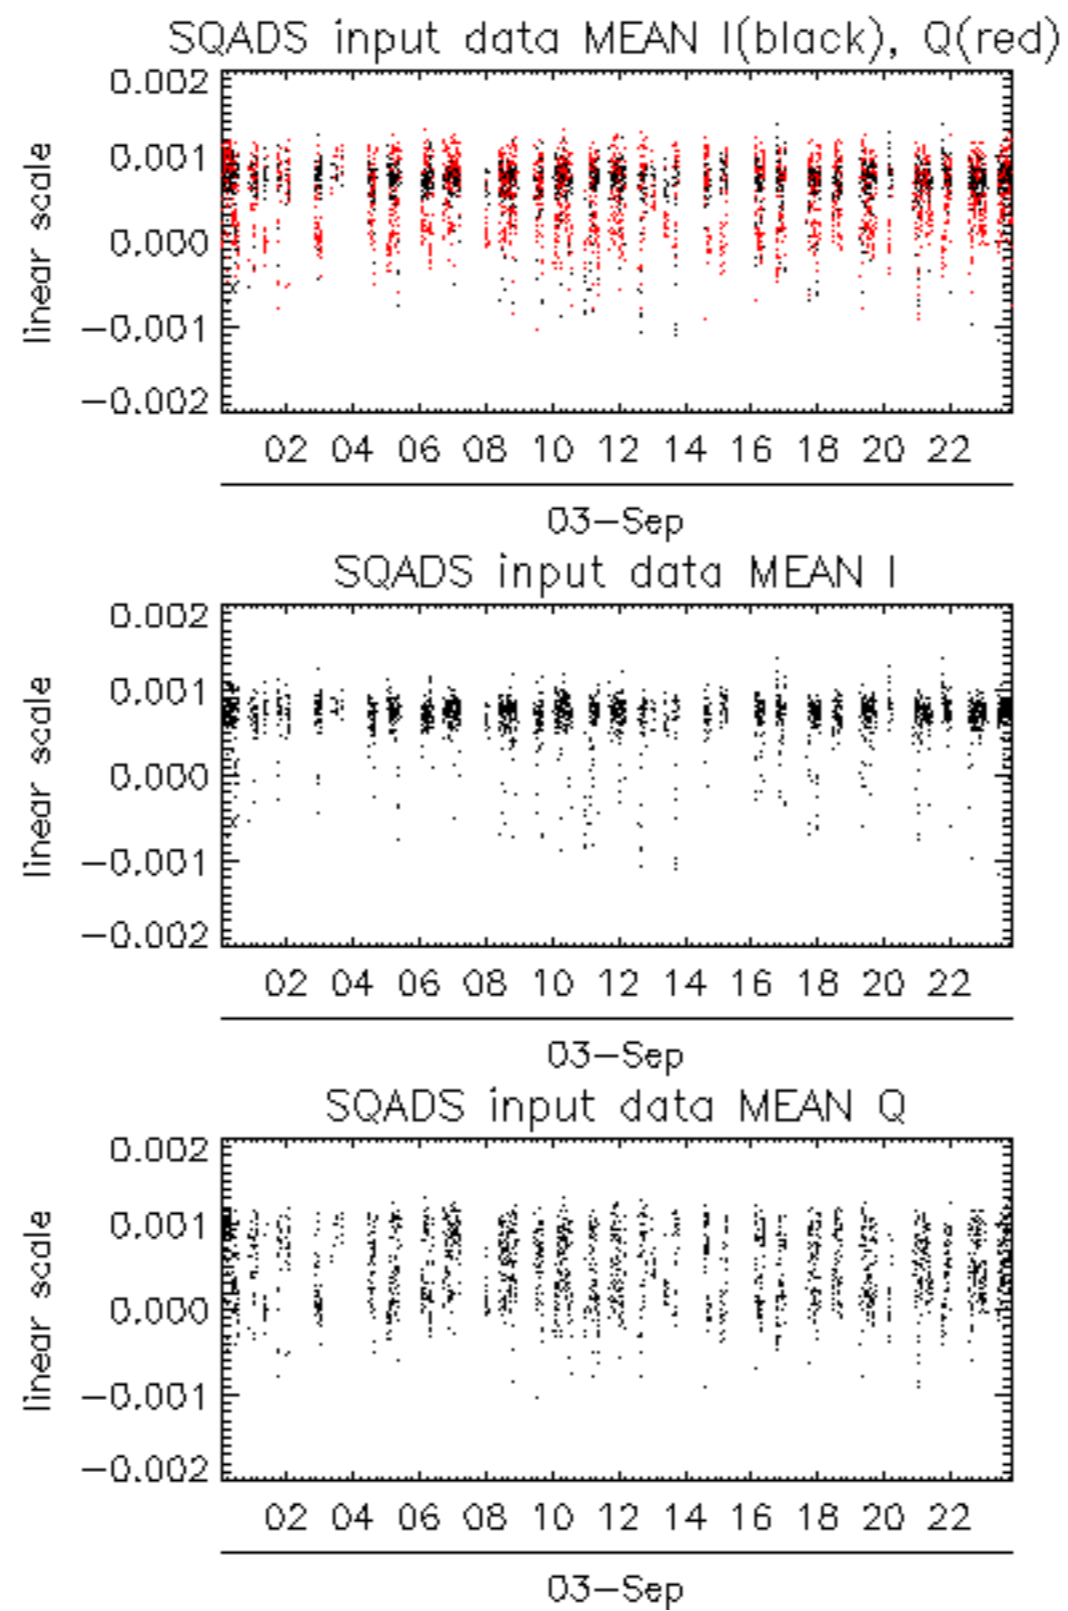 SQADS input data MEAN I(black), Q(red)
0.002
0.001
0.000
−0.001
−0.002
linear scale
02 04 06 08 10 12 14 16 18 20 22
03−Sep
SQADS input data MEAN I
0.002
0.001
0.000
−0.001
−0.002
linear scale
02 04 06 08 10 12 14 16 18 20 22
03−Sep
SQADS input data MEAN Q
0.002
0.001
0.000
−0.001
−0.002
linear scale
02 04 06 08 10 12 14 16 18 20 22
03−Sep